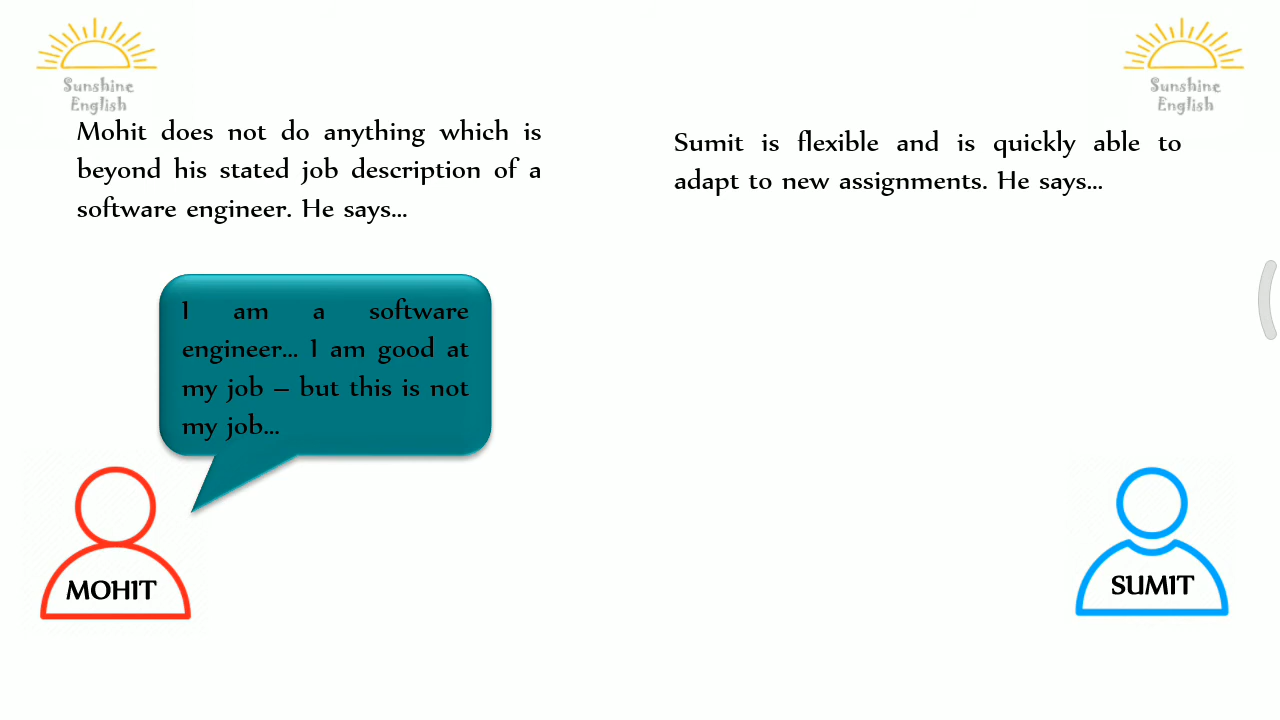 Sunshine
English
Sunshine
English
Mohit does not do anything which is
beyond his stated job description of a
software engineer. He says...
Sumit is flexible and is quickly able to
adapt to new assignments. He says...
I am a software
engineer... I am good at
my job – but this is not
my job...
MOHIT
SUMIT